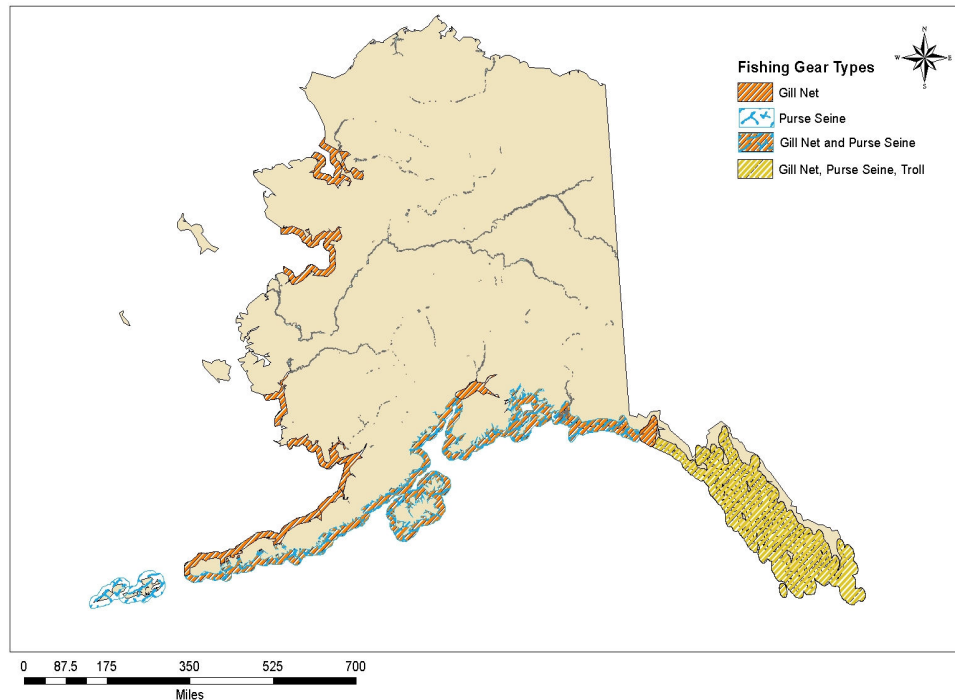 N
W E
S
Fishing Gear Types
Gill Net
Purse Seine
Gill Net and Purse Seine
Gill Net, Purse Seine, Troll
0 87.5 175 350 525 700
Miles